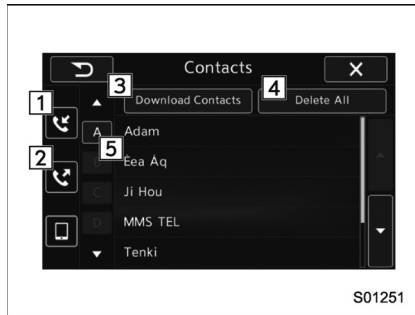 Contacts
1
3
Download Contacts
4
Delete All
A
Adam
5
B
Eea Aq
2
C
Ji Hou
D
MMS TEL
Tenki
S01251